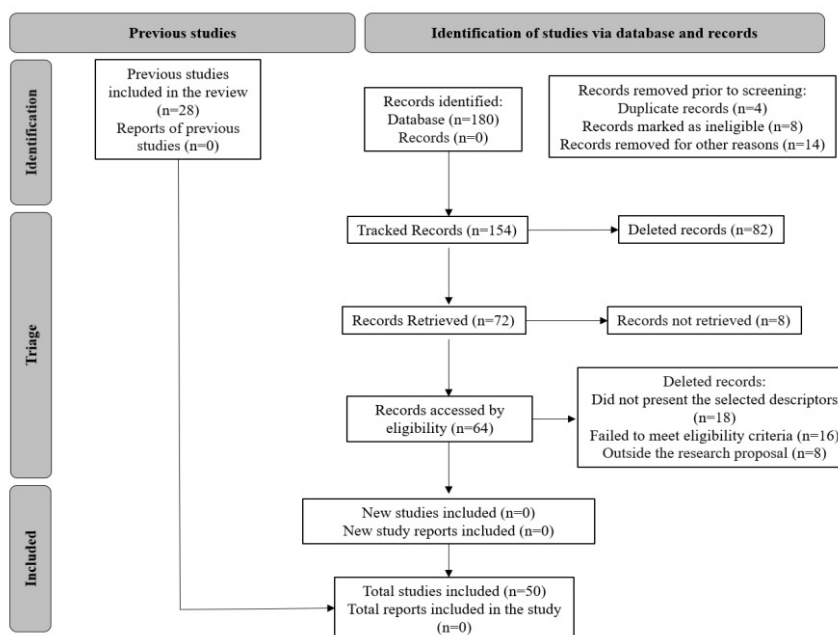 Previous studies
Identification of studies via database and records
Identification
Previous studies
included in the review
(n=28)
Reports of previous
studies (n=0)
Records identified:
Database (n=180)
Records (n=0)
Records removed prior to screening:
Duplicate records (n=4)
Records marked as ineligible (n=8)
Records removed for other reasons (n=14)
Triage
Tracked Records (n=154)
Deleted records (n=82)
Records Retrieved (n=72)
Records not retrieved (n=8)
Records accessed by
eligibility (n=64)
Deleted records:
Did not present the selected descriptors
(n=18)
Failed to meet eligibility criteria (n=16)
Outside the research proposal (n=8)
Included
New studies included (n=0)
New study reports included (n=0)
Total studies included (n=50)
Total reports included in the study
(n=0)